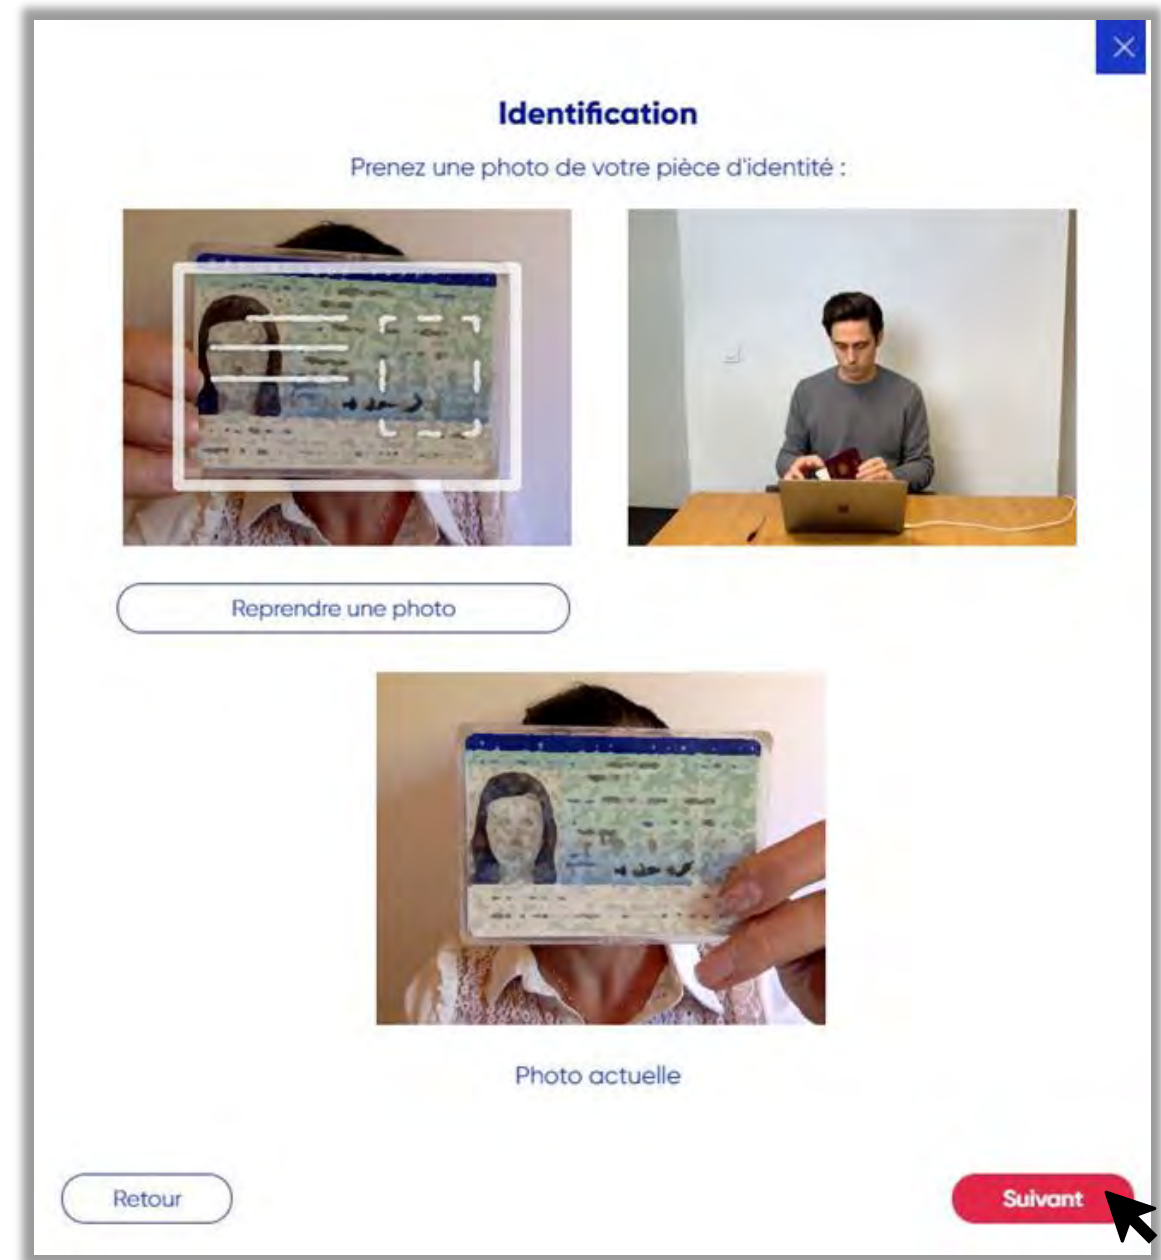 Identification
Prenez une photo de votre pièce d'identité :
Reprendre une photo
Photo actuelle
Retour
Suivant